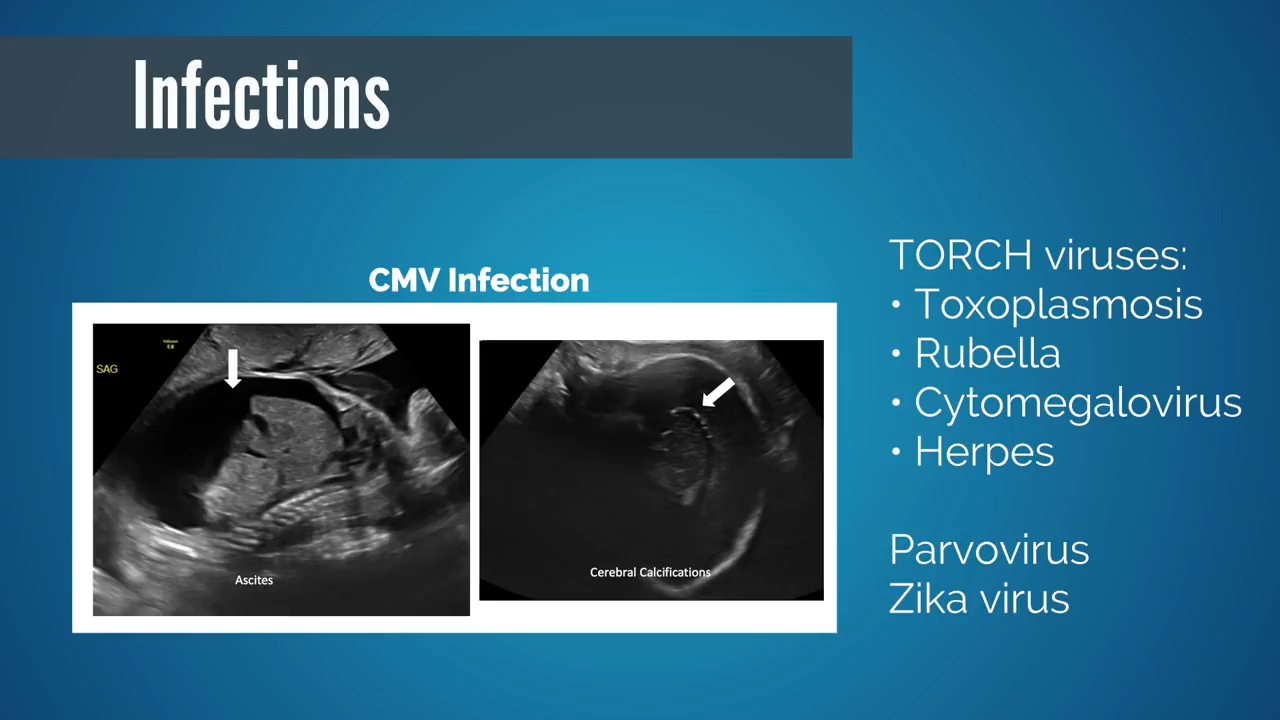 Infections
CMV Infection
SAG
Ascites
Cerebral Calcifications
TORCH viruses:
• Toxoplasmosis
• Rubella
• Cytomegalovirus
• Herpes
Parvovirus
Zika virus